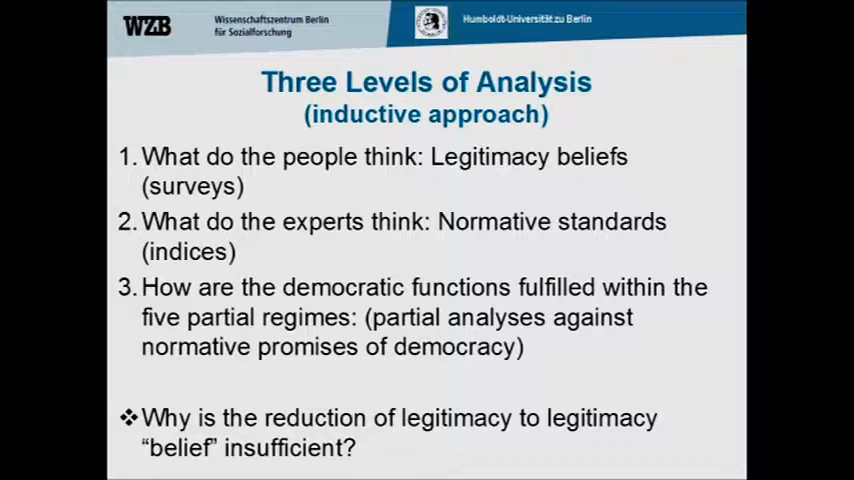 WZB
Wissenschaftszentrum Berlin
für Sozialforschung
Humboldt-Universität zu Berlin
Three Levels of Analysis
(inductive approach)
1. What do the people think: Legitimacy beliefs
(surveys)
2. What do the experts think: Normative standards
(indices)
3. How are the democratic functions fulfilled within the
five partial regimes: (partial analyses against
normative promises of democracy)
❖Why is the reduction of legitimacy to legitimacy
“belief” insufficient?